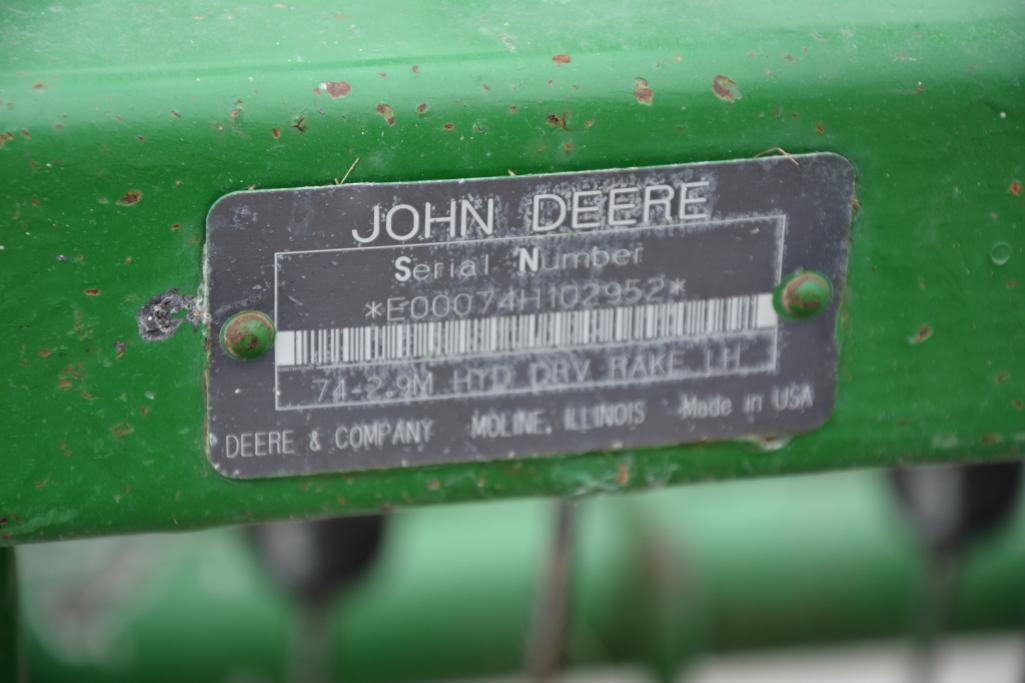 JOHN DEERE
Serial Number
*E00074H102952*
74-2.9M HYD DRV RAKE LH
DEERE & COMPANY MOLINE, ILLINOIS Made in USA